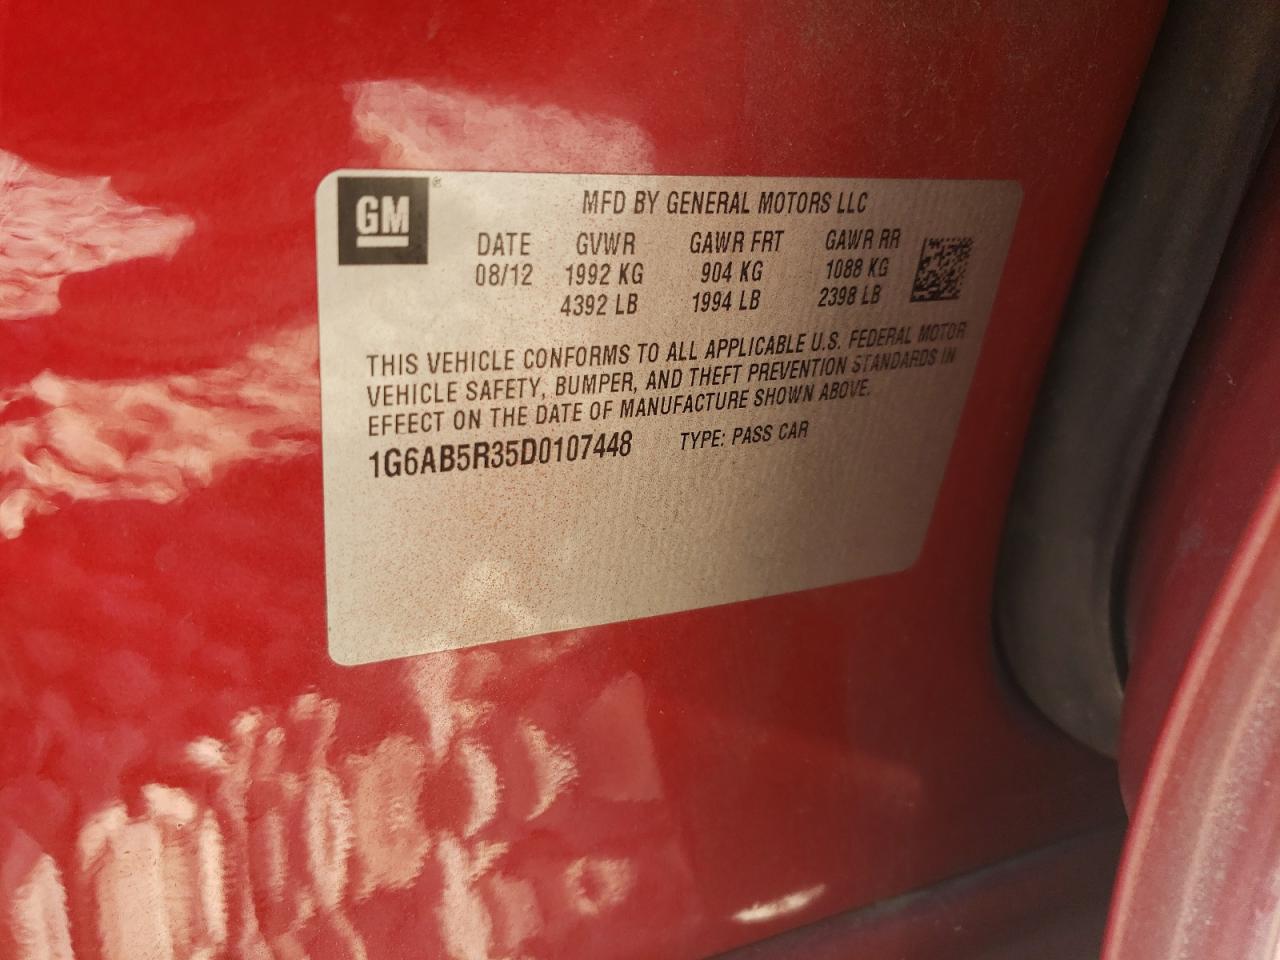 GM
MFD BY GENERAL MOTORS LLC
DATE GVWR GAWR FRT GAWR RR
08/12 1992 KG 904 KG 1088 KG
4392 LB 1994 LB 2398 LB
THIS VEHICLE CONFORMS TO ALL APPLICABLE U.S. FEDERAL MOTOR
VEHICLE SAFETY, BUMPER, AND THEFT PREVENTION STANDARDS IN
EFFECT ON THE DATE OF MANUFACTURE SHOWN ABOVE.
1G6AB5R35D0107448 TYPE: PASS CAR